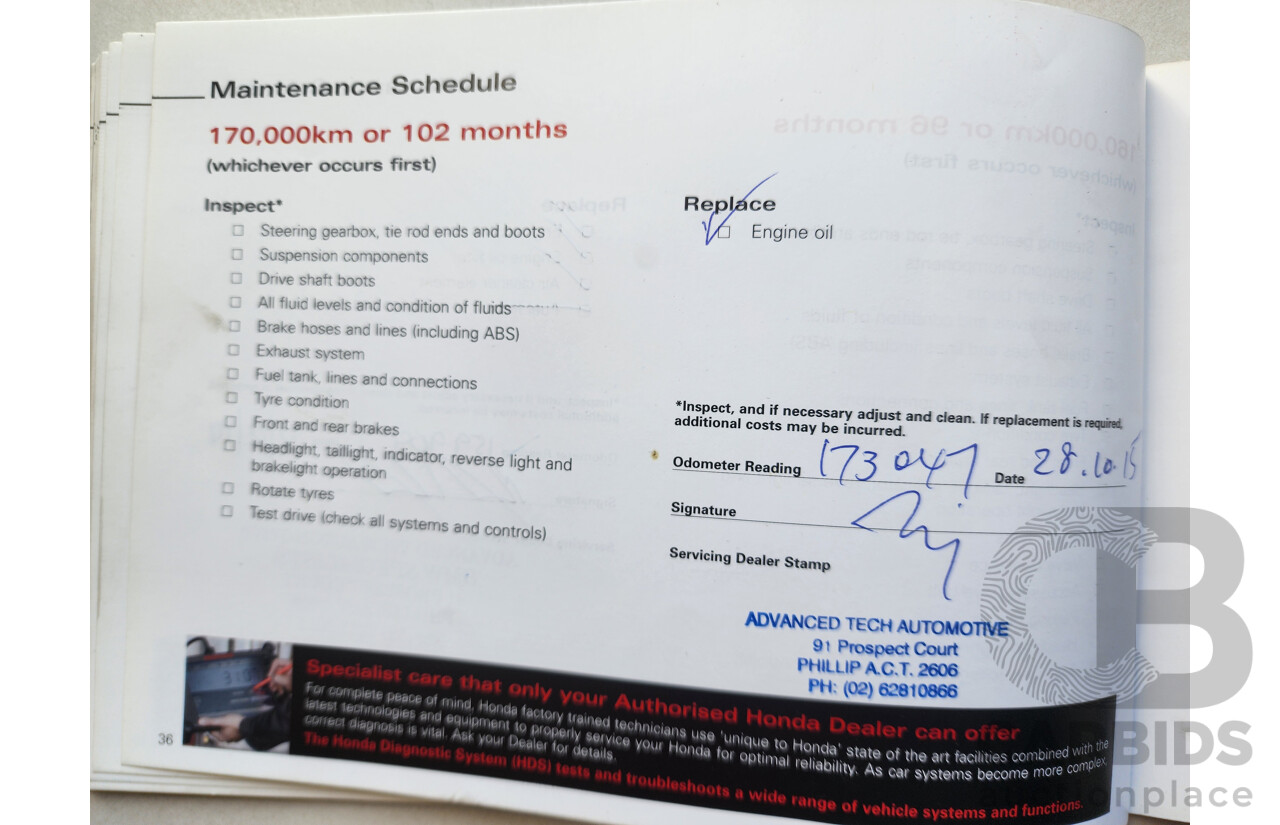 Maintenance Schedule
170,000km or 102 months
(whichever occurs first)
Inspect*
Steering gearbox, tie rod ends and boots
Suspension components
Drive shaft boots
All fluid levels and condition of fluids
Brake hoses and lines (including ABS)
Exhaust system
Fuel tank, lines and connections
Tyre condition
Front and rear brakes
Headlight, taillight, indicator, reverse light and
brakelight operation
Rotate tyres
Test drive (check all systems and controls)
Replace
Engine oil
*Inspect, and if necessary adjust and clean. If replacement is required,
additional costs may be incurred.
Odometer Reading 173047 Date 28.10.15
Signature
Servicing Dealer Stamp
ADVANCED TECH AUTOMOTIVE
91 Prospect Court
PHILLIP A.C.T. 2606
PH: (02) 62810866
Specialist care that only your Authorised Honda Dealer can offer
For complete peace of mind, Honda factory trained technicians use 'unique to Honda' state of the art facilities combined with the
latest technologies and equipment to properly service your Honda for optimal reliability. As car systems become more complex,
correct diagnosis is vital. Ask your Dealer for details.
The Honda Diagnostic System (HDS) tests and troubleshoots a wide range of vehicle systems and functions.
36